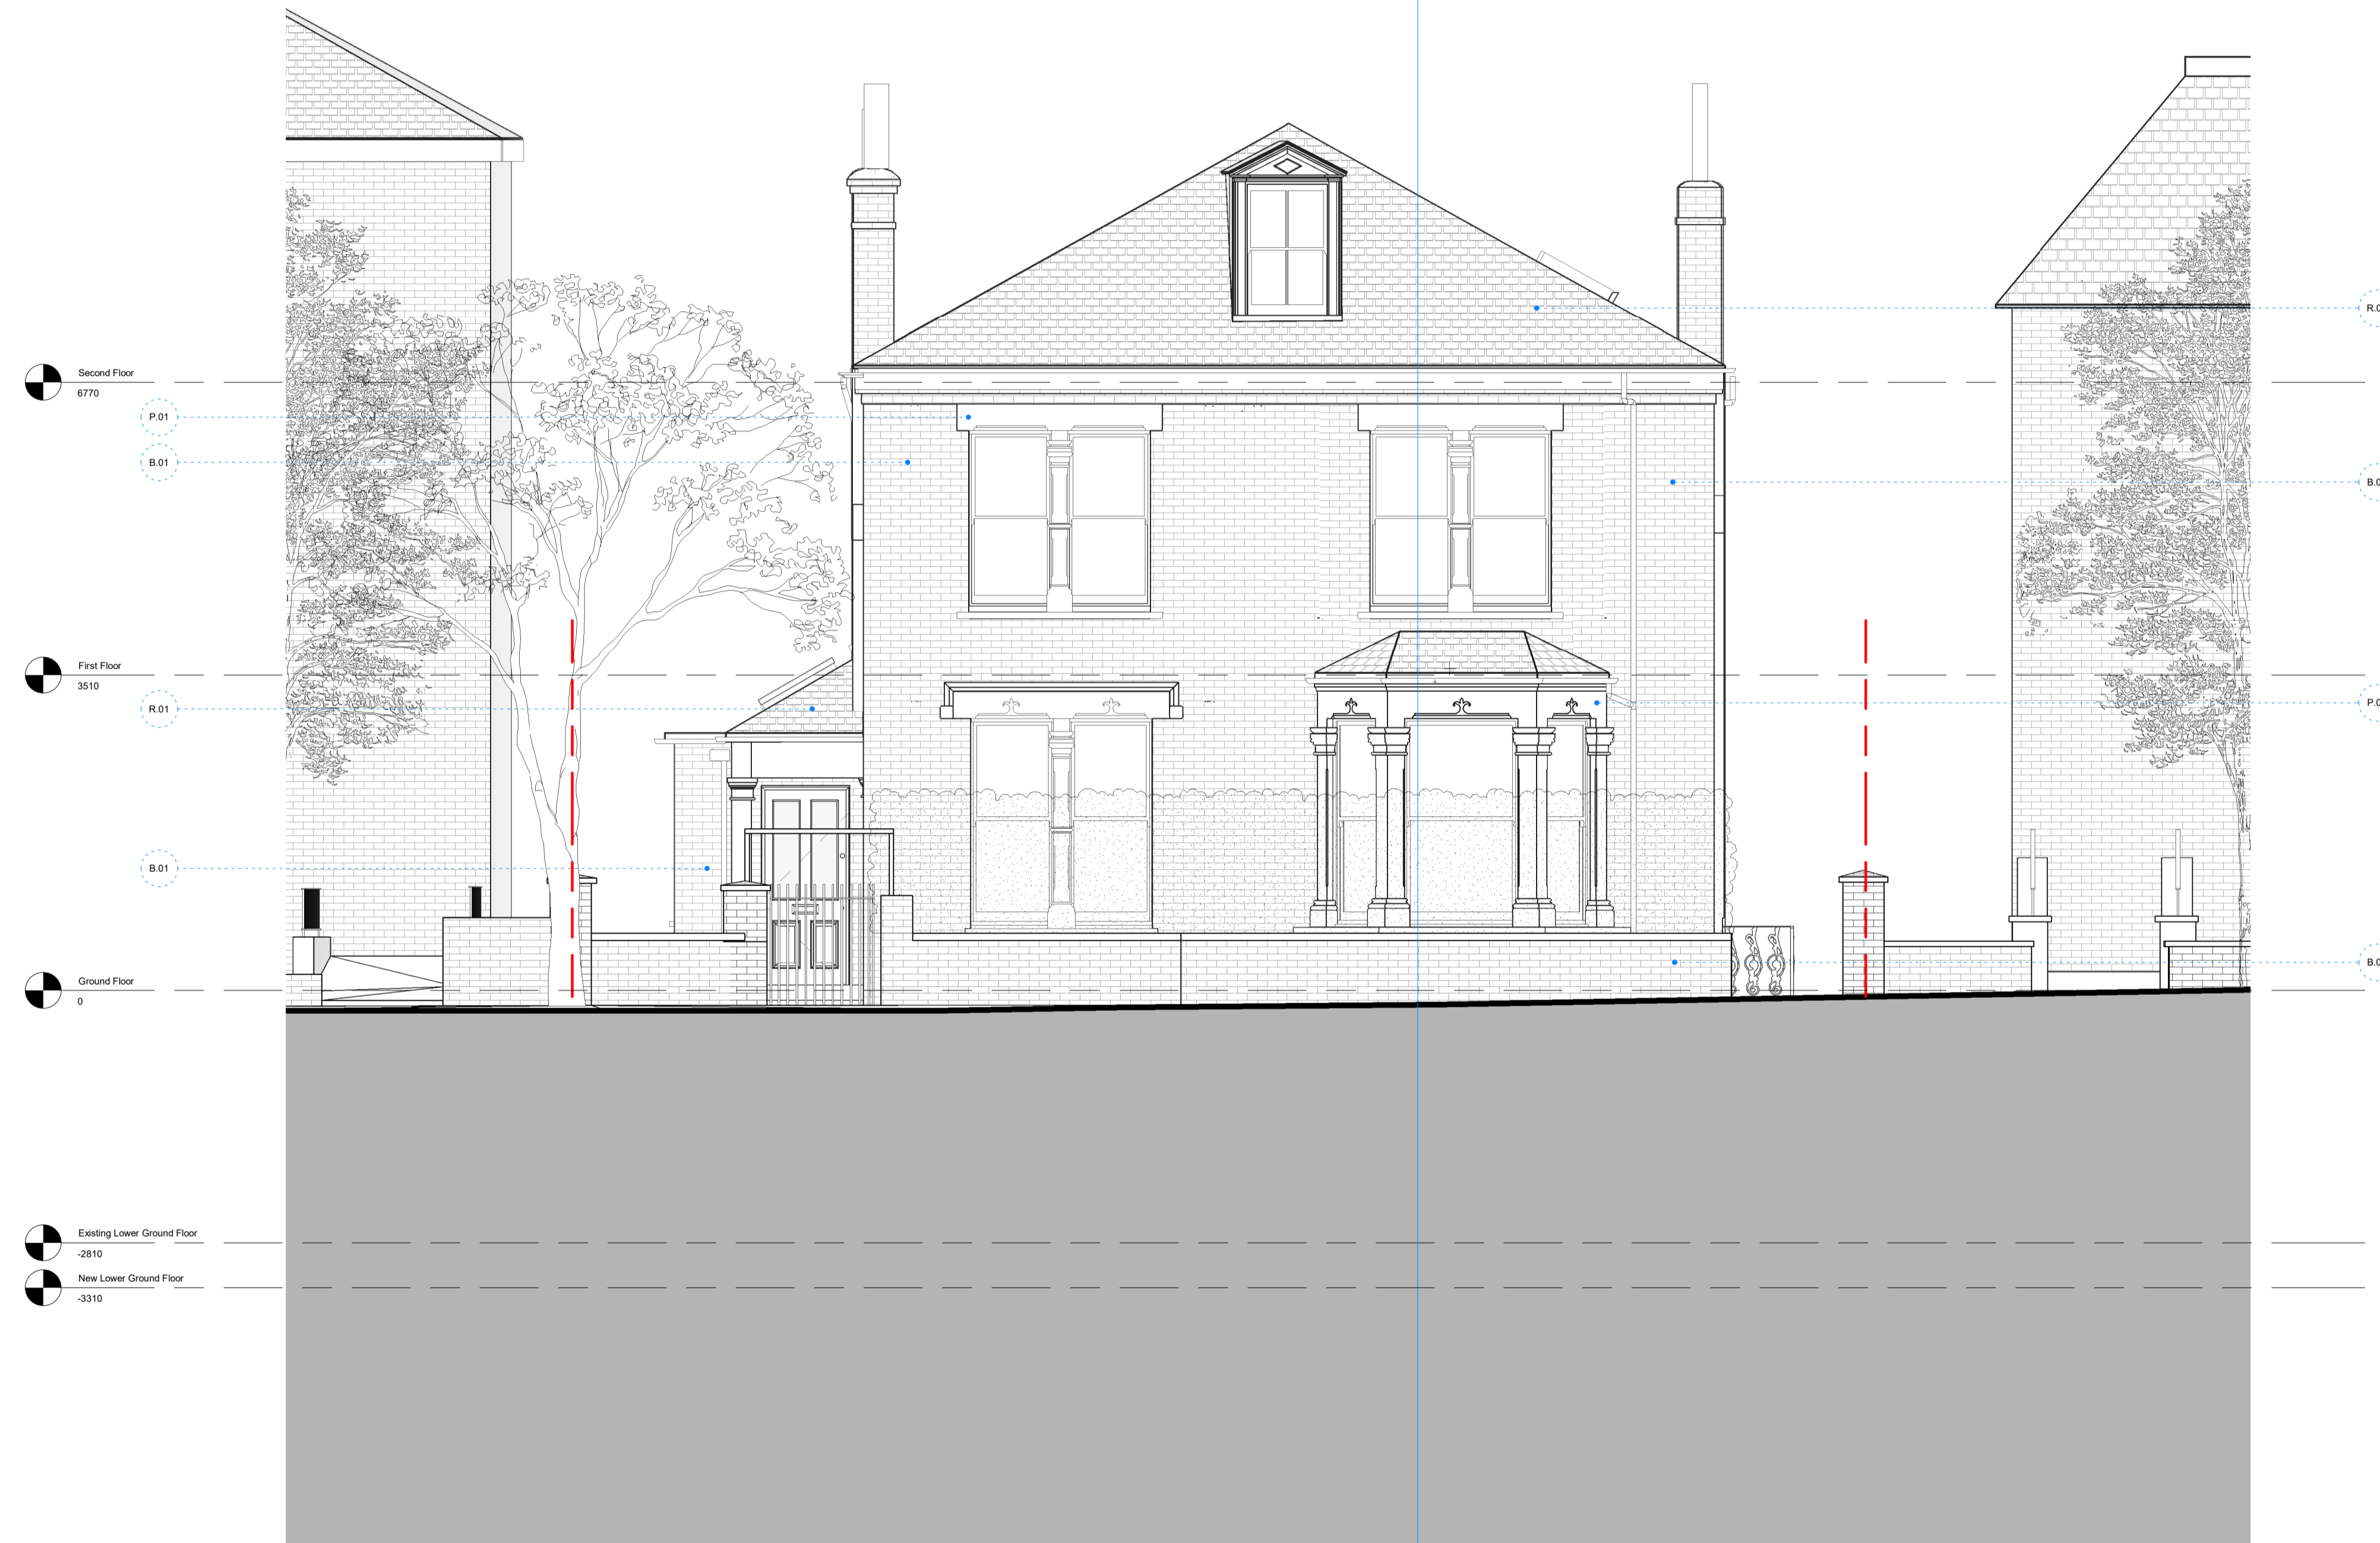 Second Floor
6770
P.01
B.01
First Floor
3510
R.01
B.01
Ground Floor
0
Existing Lower Ground Floor
-2810
New Lower Ground Floor
-3310